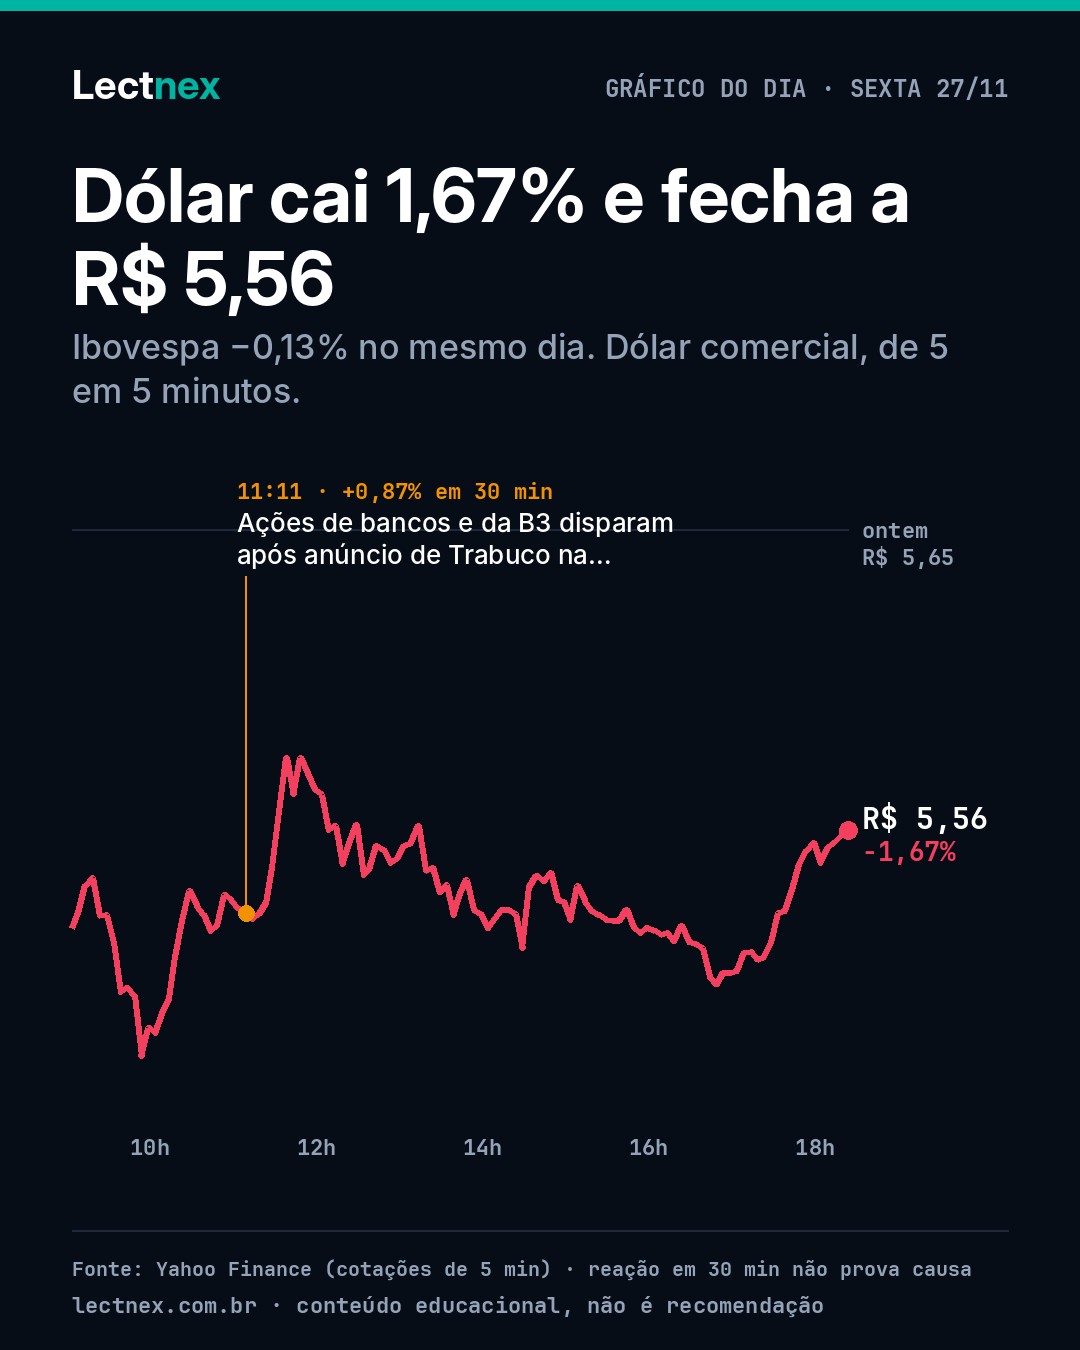 Lectnex
GRÁFICO DO DIA · SEXTA 27/11
Dólar cai 1,67% e fecha a
R$ 5,56
Ibovespa −0,13% no mesmo dia. Dólar comercial, de 5
em 5 minutos.
11:11 · +0,87% em 30 min
Ações de bancos e da B3 disparam
após anúncio de Trabuco na...
ontem
R$ 5,65
R$ 5,56
-1,67%
10h 12h 14h 16h 18h
Fonte: Yahoo Finance (cotações de 5 min) · reação em 30 min não prova causa
lectnex.com.br · conteúdo educacional, não é recomendação